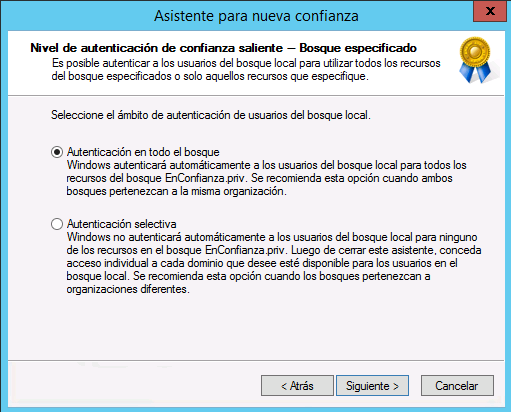 Asistente para nueva confianza
x
Nivel de autenticación de confianza saliente – Bosque especificado
Es posible autenticar a los usuarios del bosque local para utilizar todos los recursos
del bosque especificados o solo aquellos recursos que especifique.
Seleccione el ámbito de autenticación de usuarios del bosque local.
Autenticación en todo el bosque
Windows autenticará automáticamente a los usuarios del bosque local para todos los
recursos del bosque EnConfianza.priv. Se recomienda esta opción cuando ambos
bosques pertenezcan a la misma organización.
Autenticación selectiva
Windows no autenticará automáticamente a los usuarios del bosque local para ninguno
de los recursos en el bosque EnConfianza.priv. Luego de cerrar este asistente, conceda
acceso individual a cada dominio que desee esté disponible para los usuarios en el
bosque local. Se recomienda esta opción cuando los bosques pertenezcan a
organizaciones diferentes.
< Atrás
Siguiente >
Cancelar